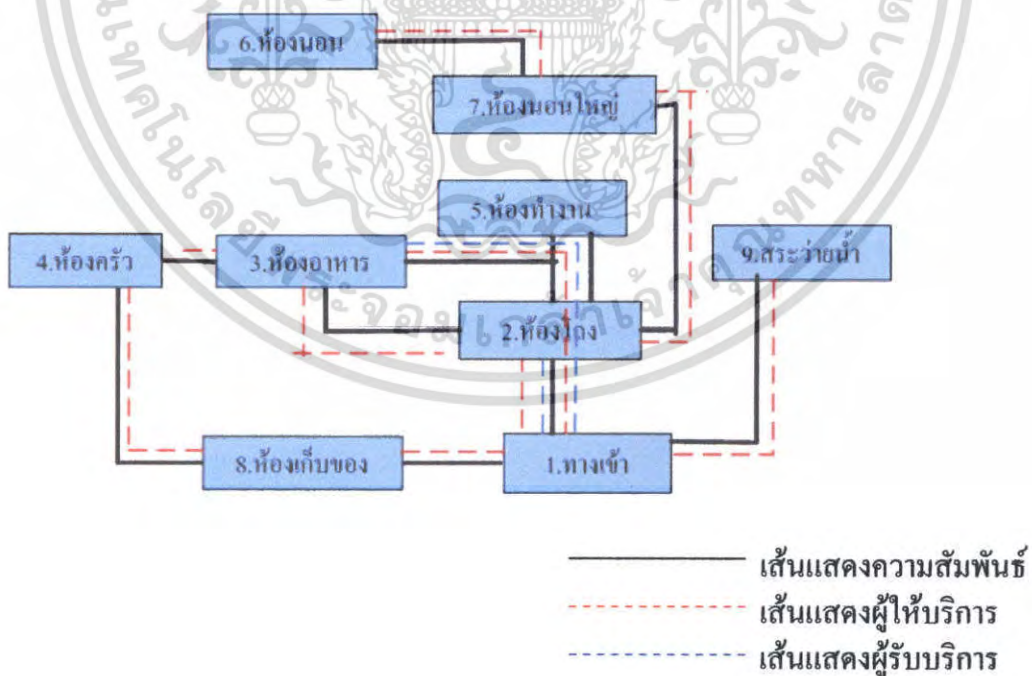 6.ห้องนอน
7.ห้องนอนใหญ่
5.ห้องทำงาน
4.ห้องครัว
3.ห้องอาหาร
9.สระว่ายน้ำ
2.ห้องโถง
8.ห้องเก็บของ
1.ทางเข้า
เส้นแสดงความสัมพันธ์
เส้นแสดงผู้ให้บริการ
เส้นแสดงผู้รับบริการ